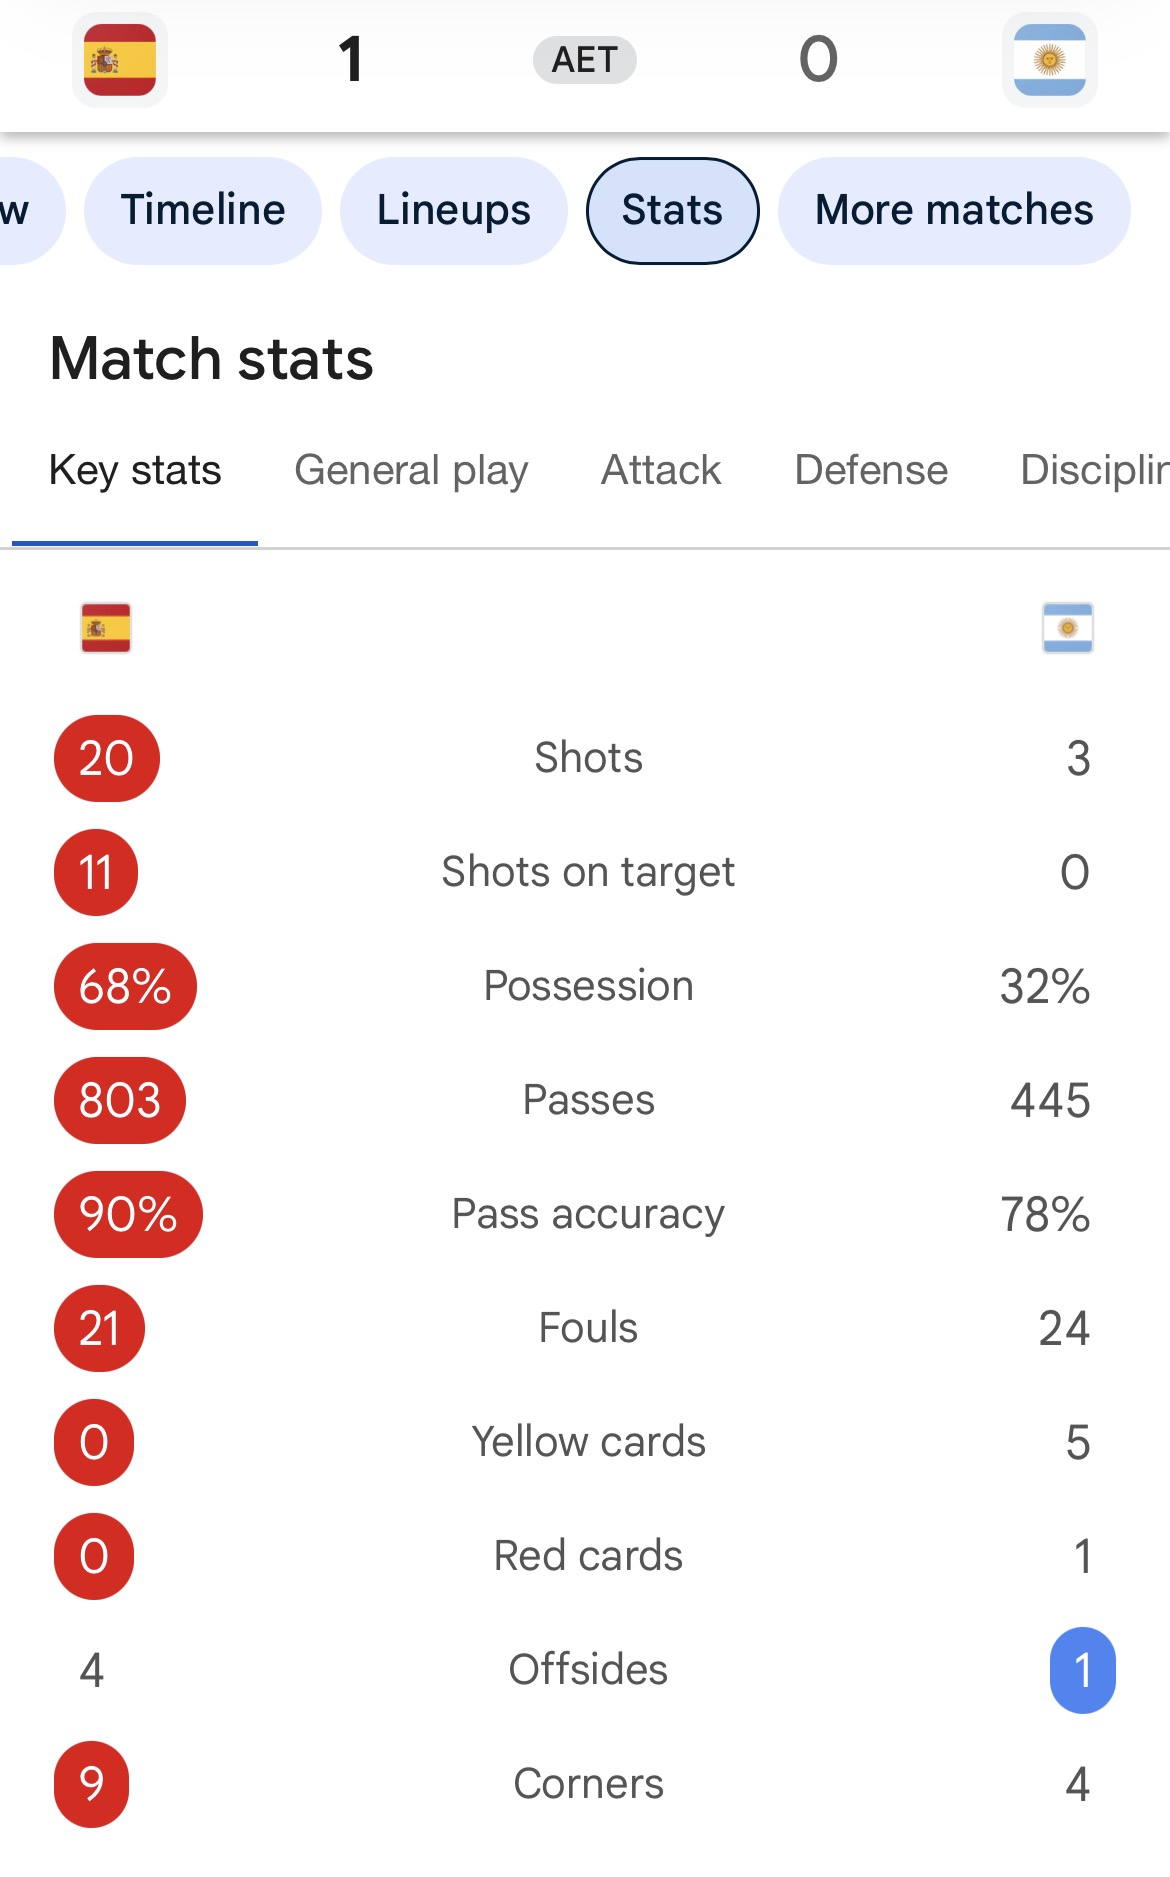 1 AET 0
w Timeline Lineups Stats More matches
Match stats
Key stats General play Attack Defense Disciplin
20 Shots 3
11 Shots on target 0
68% Possession 32%
803 Passes 445
90% Pass accuracy 78%
21 Fouls 24
0 Yellow cards 5
0 Red cards 1
4 Offsides 1
9 Corners 4